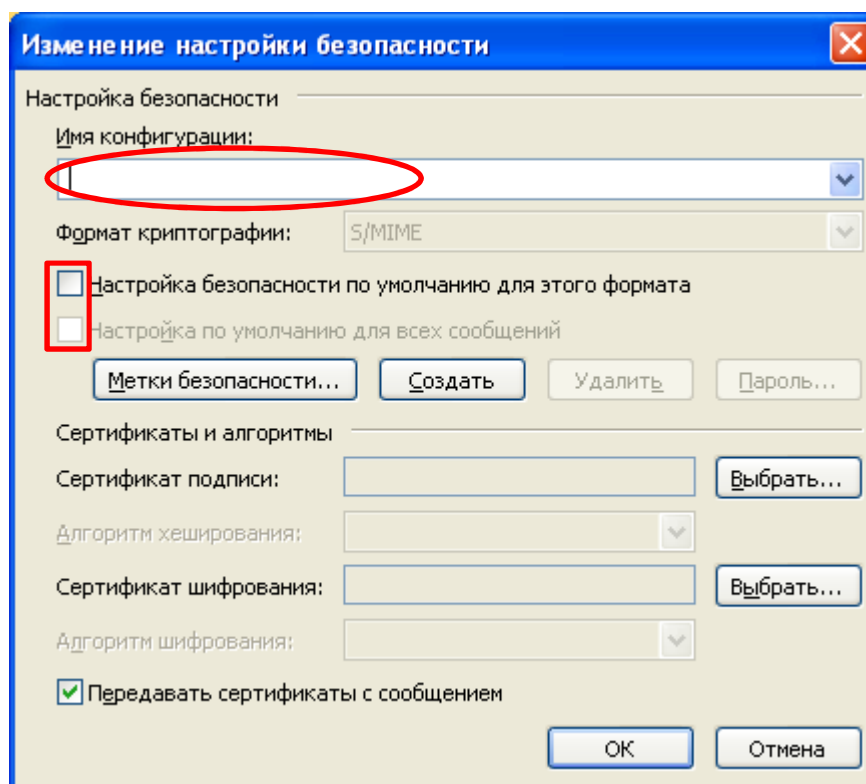 Изменение настройки безопасности
Настройка безопасности
Имя конфигурации:
Формат криптографии: S/MIME
Настройка безопасности по умолчанию для этого формата
Настройка по умолчанию для всех сообщений
Метки безопасности... Создать Удалить Пароль...
Сертификаты и алгоритмы
Сертификат подписи: Выбрать...
Алгоритм хеширования:
Сертификат шифрования: Выбрать...
Алгоритм шифрования:
Передавать сертификаты с сообщением
ОК Отмена